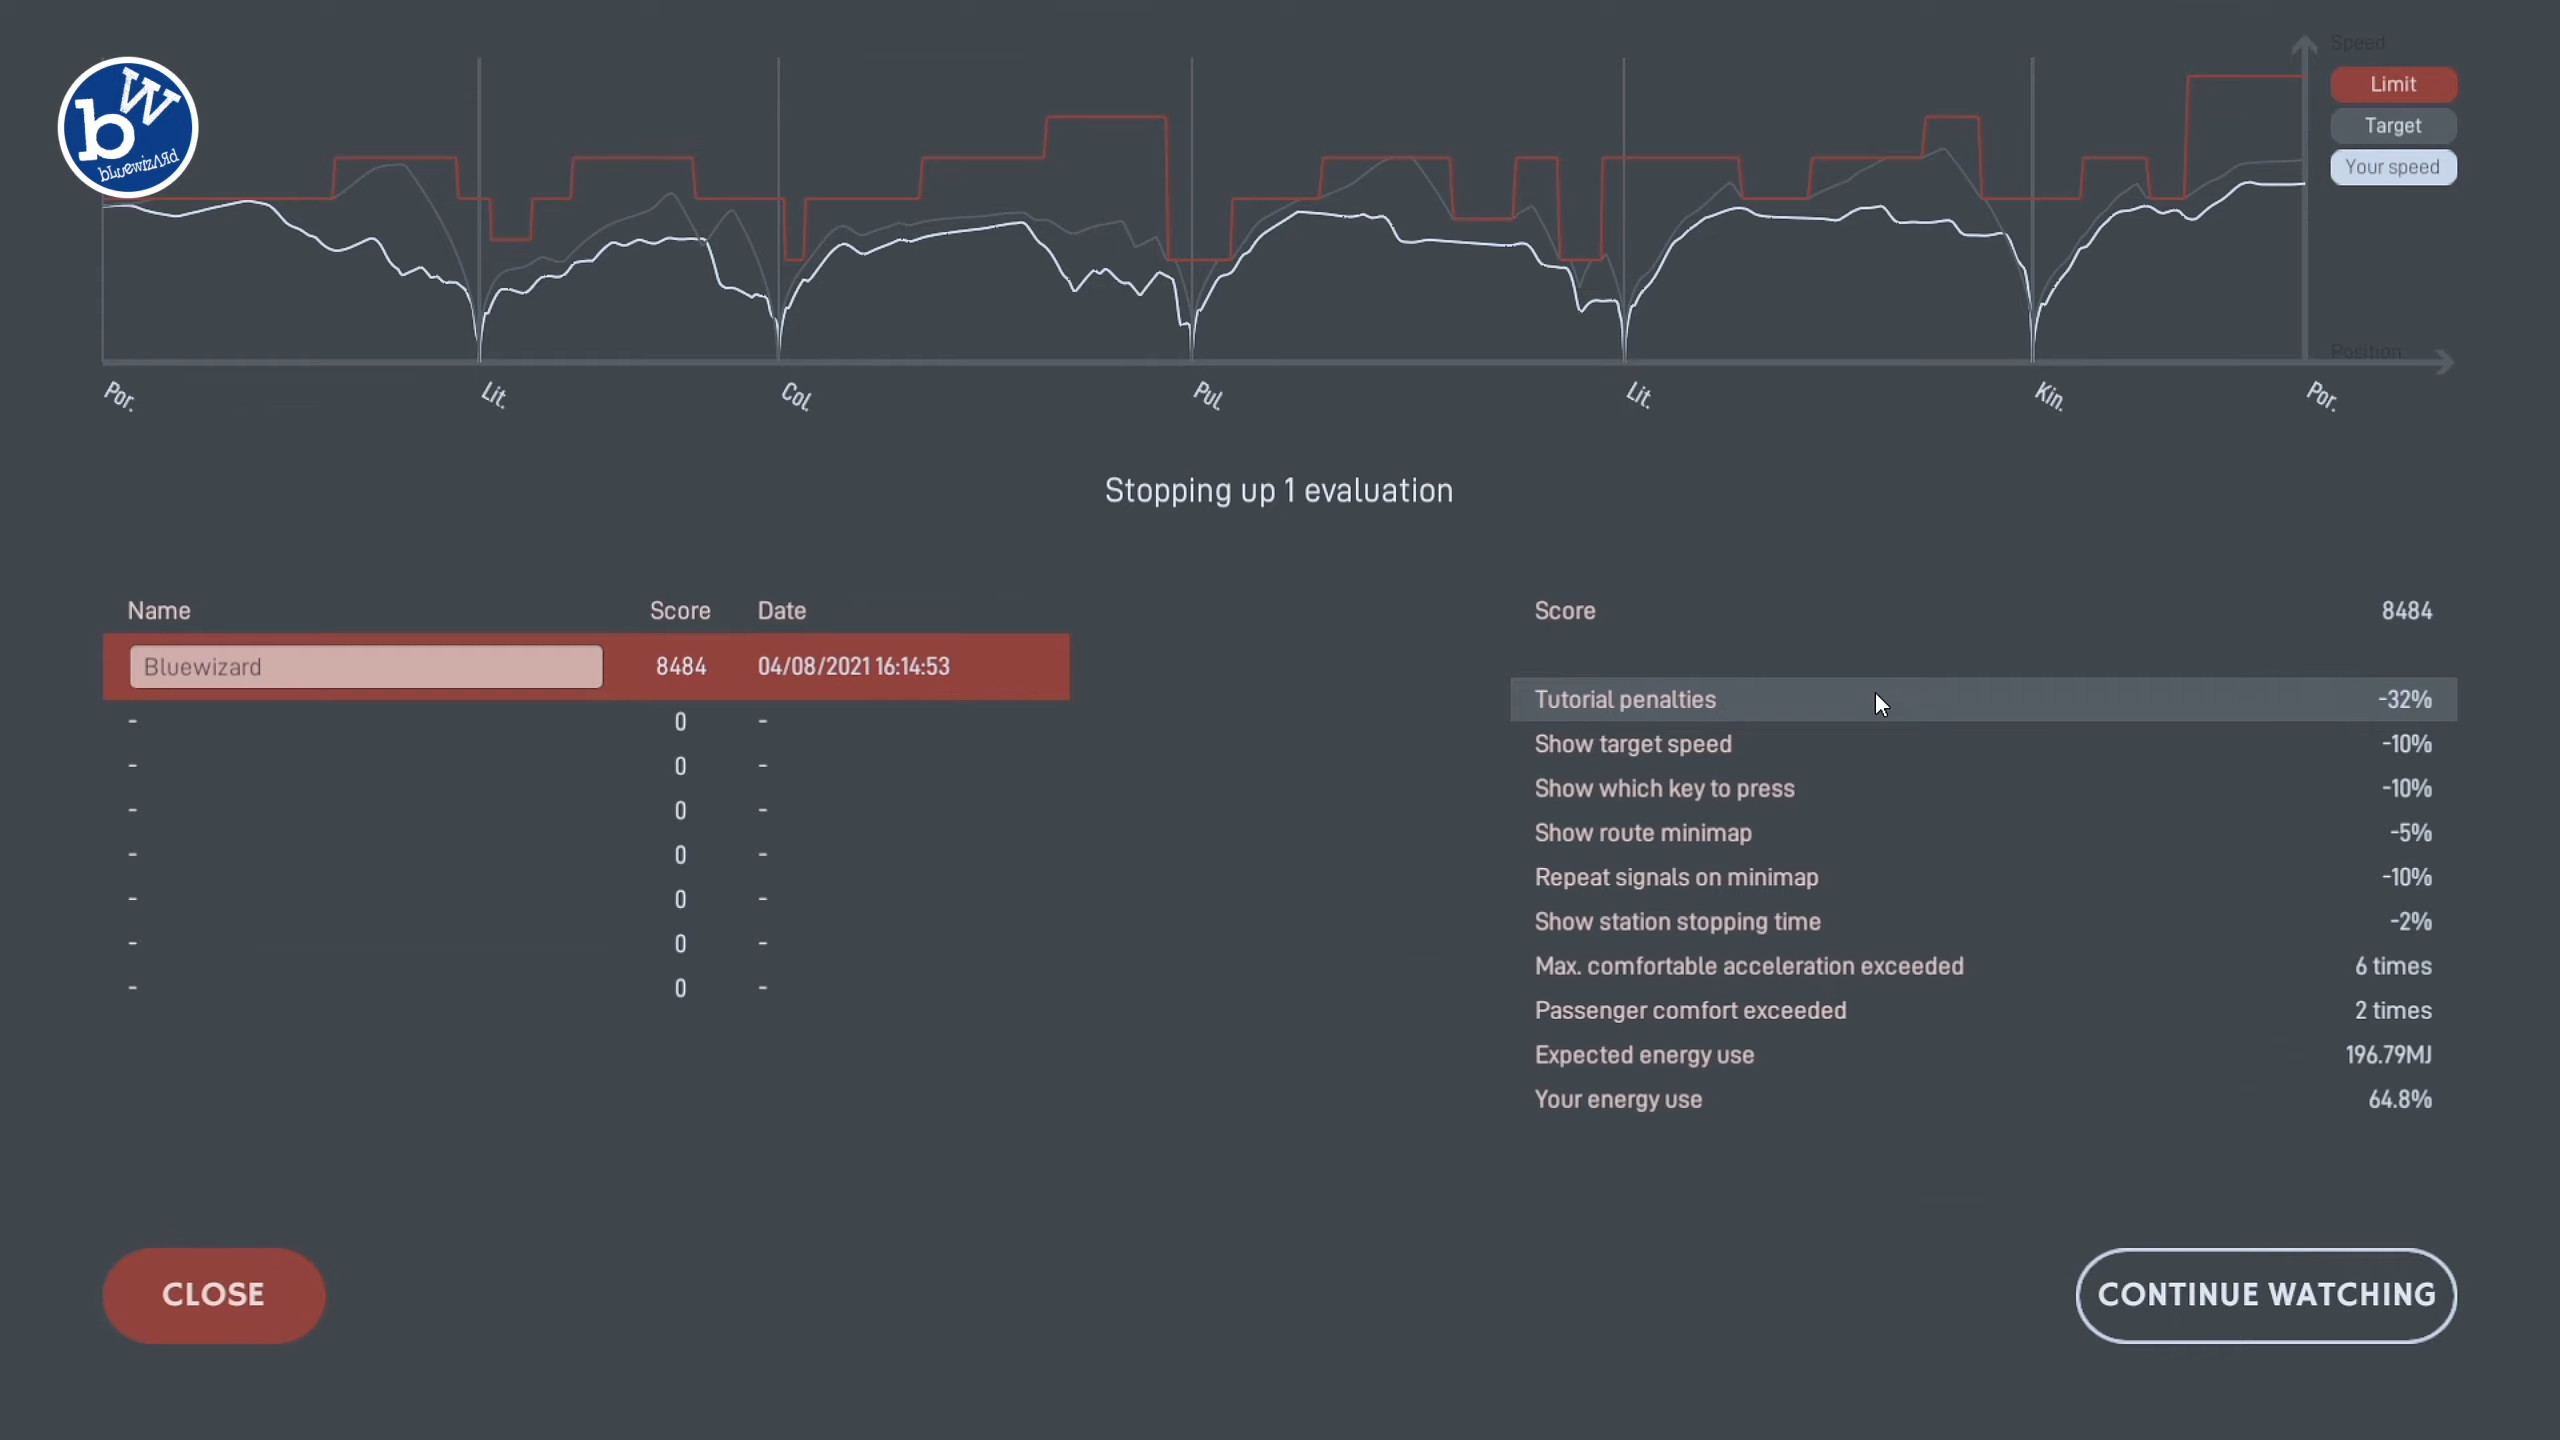 bW
bLuewizARd
Speed
Limit
Target
Your speed
Position
Por.
Lit.
Col.
Pul.
Lit.
Kin.
Por.
Stopping up 1 evaluation
Name Score Date
Bluewizard 8484 04/08/2021 16:14:53
- 0 -
- 0 -
- 0 -
- 0 -
- 0 -
- 0 -
- 0 -
Score 8484
Tutorial penalties -32%
Show target speed -10%
Show which key to press -10%
Show route minimap -5%
Repeat signals on minimap -10%
Show station stopping time -2%
Max. comfortable acceleration exceeded 6 times
Passenger comfort exceeded 2 times
Expected energy use 196.79MJ
Your energy use 64.8%
CLOSE
CONTINUE WATCHING